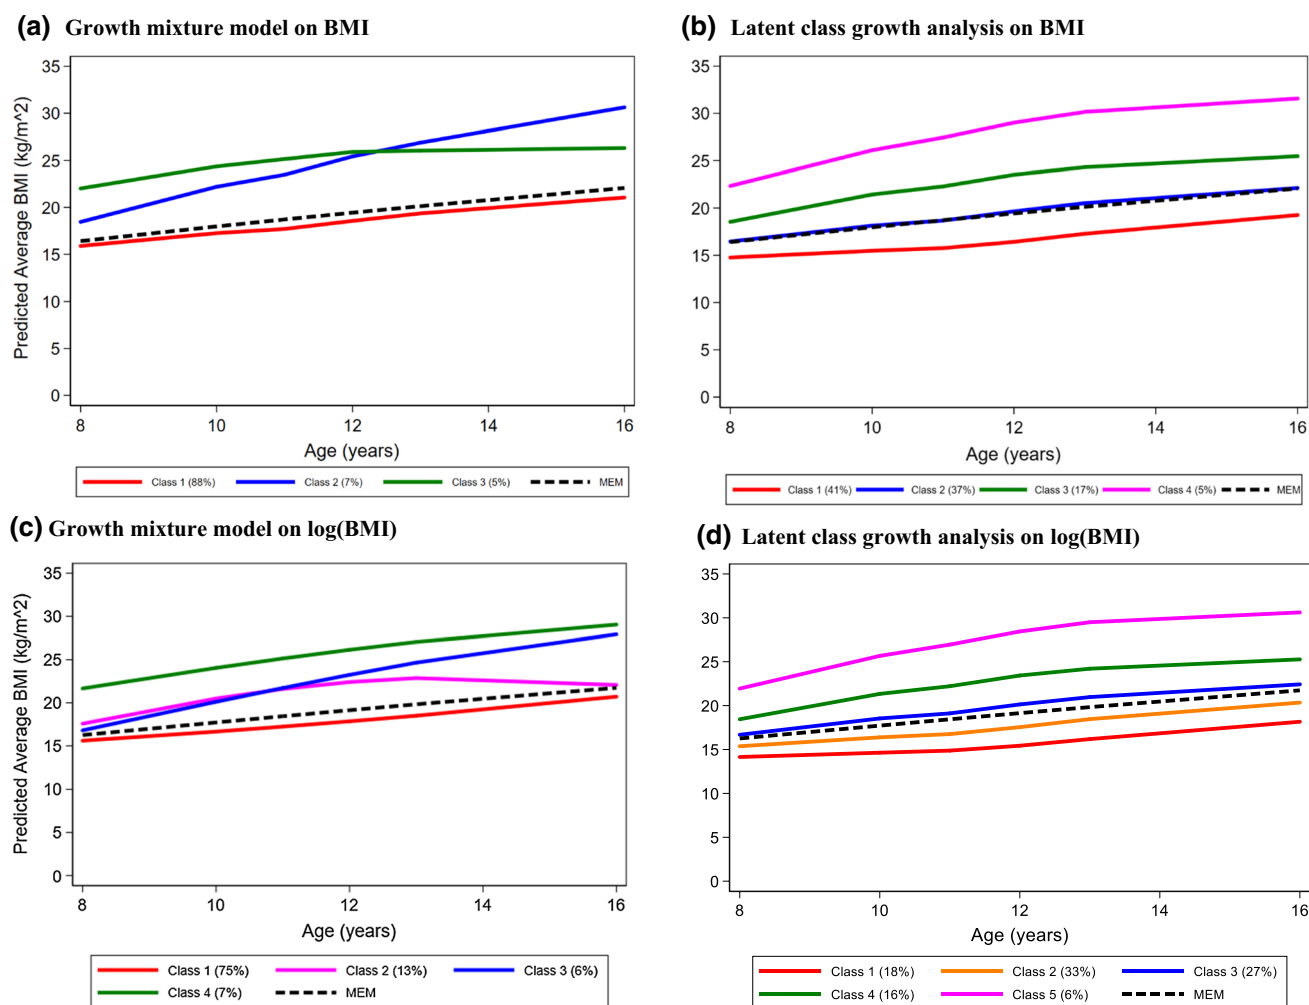 (a) Growth mixture model on BMI
Predicted Average BMI (kg/m^2)
35
30
25
20
15
10
5
0
8 10 12 14 16
Age (years)
Class 1 (88%) Class 2 (7%) Class 3 (5%) MEM
(b) Latent class growth analysis on BMI
35
30
25
20
15
10
5
0
8 10 12 14 16
Age (years)
Class 1 (41%) Class 2 (37%) Class 3 (17%) Class 4 (5%) MEM
(c) Growth mixture model on log(BMI)
Predicted Average BMI (kg/m^2)
35
30
25
20
15
10
5
0
8 10 12 14 16
Age (years)
Class 1 (75%) Class 2 (13%) Class 3 (6%)
Class 4 (7%) MEM
(d) Latent class growth analysis on log(BMI)
35
30
25
20
15
10
5
0
8 10 12 14 16
Age (years)
Class 1 (18%) Class 2 (33%) Class 3 (27%)
Class 4 (16%) Class 5 (6%) MEM